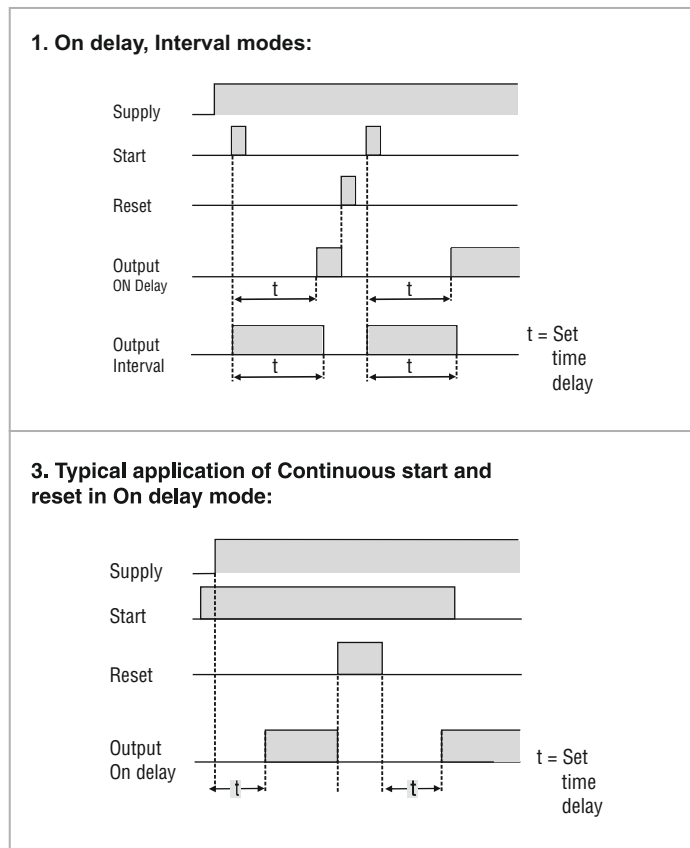 1. On delay, Interval modes:
Supply
Start
Reset
Output
ON Delay
t
t
Output
Interval
t
t
t = Set
time
delay
3. Typical application of Continuous start and
reset in On delay mode:
Supply
Start
Reset
Output
On delay
t
t
t = Set
time
delay